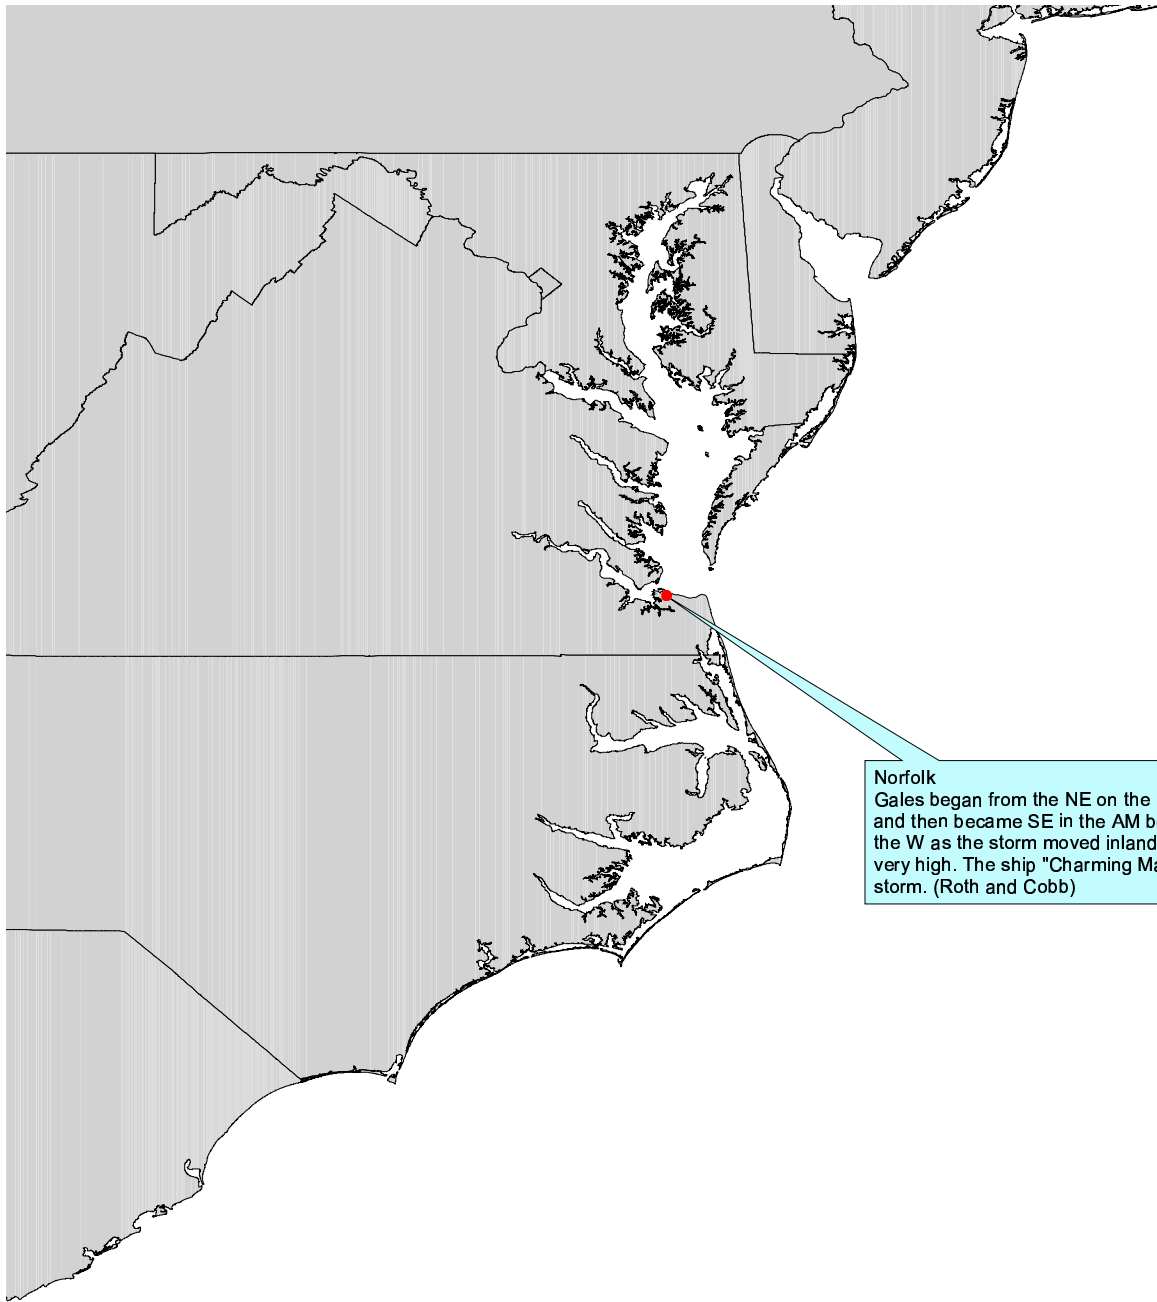 Norfolk
Gales began from the NE on the
and then became SE in the AM b
the W as the storm moved inland
very high. The ship "Charming Ma
storm. (Roth and Cobb)